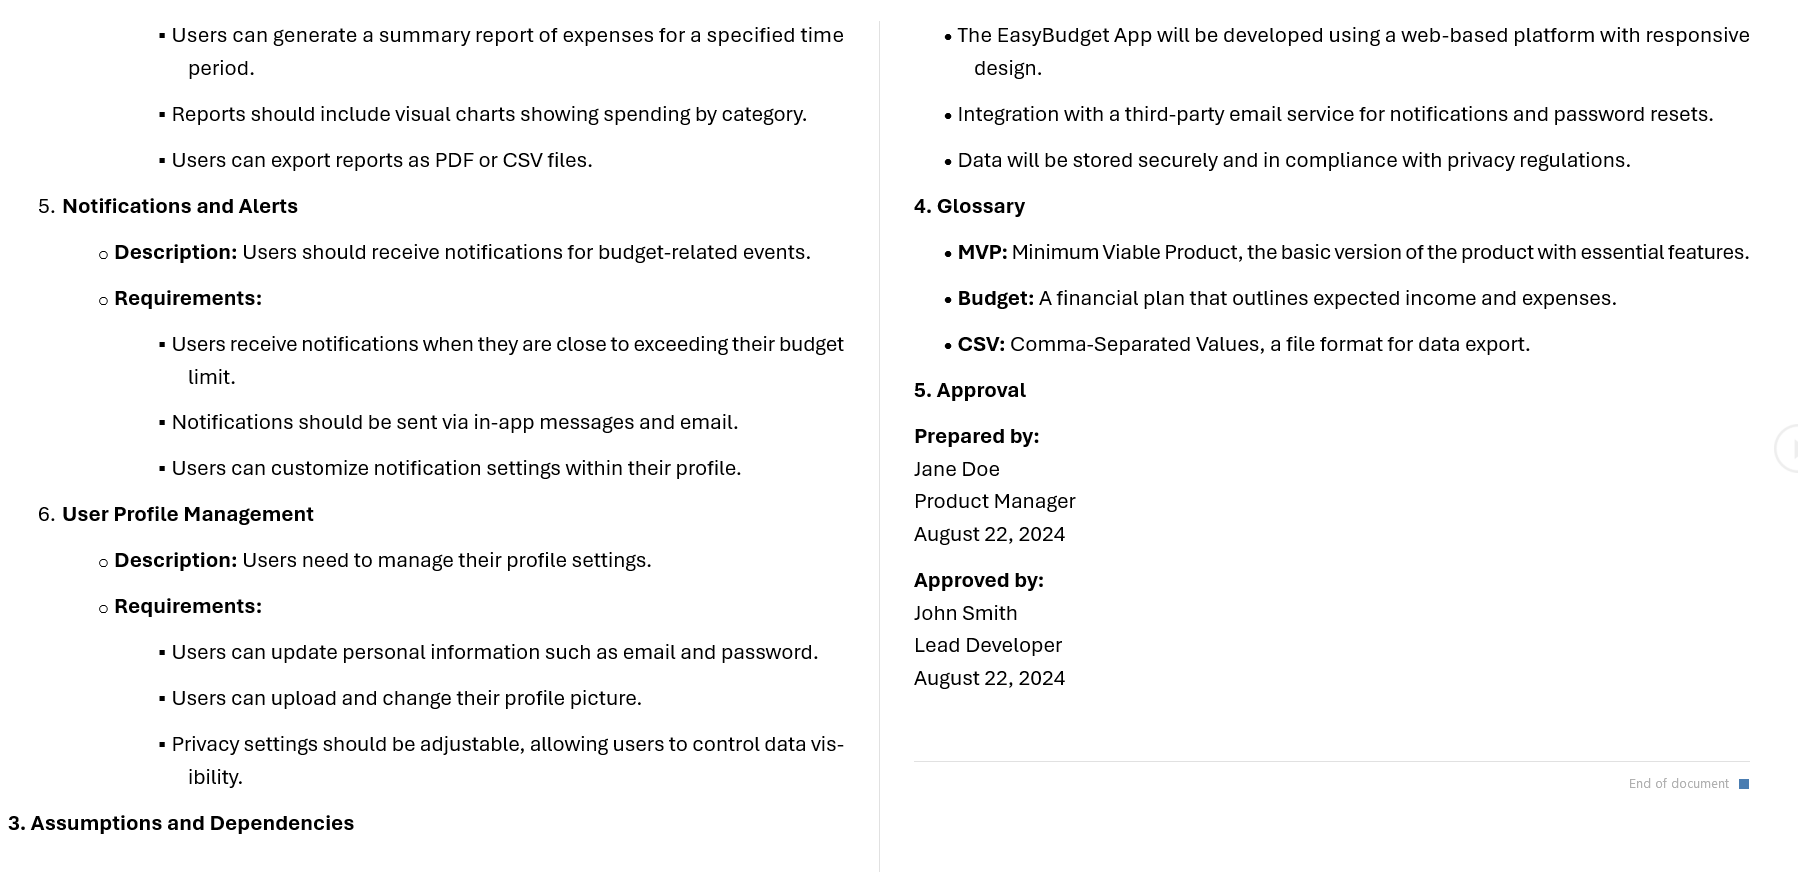 ▪ Users can generate a summary report of expenses for a specified time
period.
▪ Reports should include visual charts showing spending by category.
▪ Users can export reports as PDF or CSV files.
5. Notifications and Alerts
o Description: Users should receive notifications for budget-related events.
o Requirements:
▪ Users receive notifications when they are close to exceeding their budget
limit.
▪ Notifications should be sent via in-app messages and email.
▪ Users can customize notification settings within their profile.
6. User Profile Management
o Description: Users need to manage their profile settings.
o Requirements:
▪ Users can update personal information such as email and password.
▪ Users can upload and change their profile picture.
▪ Privacy settings should be adjustable, allowing users to control data vis-
ibility.
3. Assumptions and Dependencies
• The EasyBudget App will be developed using a web-based platform with responsive
design.
• Integration with a third-party email service for notifications and password resets.
• Data will be stored securely and in compliance with privacy regulations.
4. Glossary
• MVP: Minimum Viable Product, the basic version of the product with essential features.
• Budget: A financial plan that outlines expected income and expenses.
• CSV: Comma-Separated Values, a file format for data export.
5. Approval
Prepared by:
Jane Doe
Product Manager
August 22, 2024
Approved by:
John Smith
Lead Developer
August 22, 2024
End of document